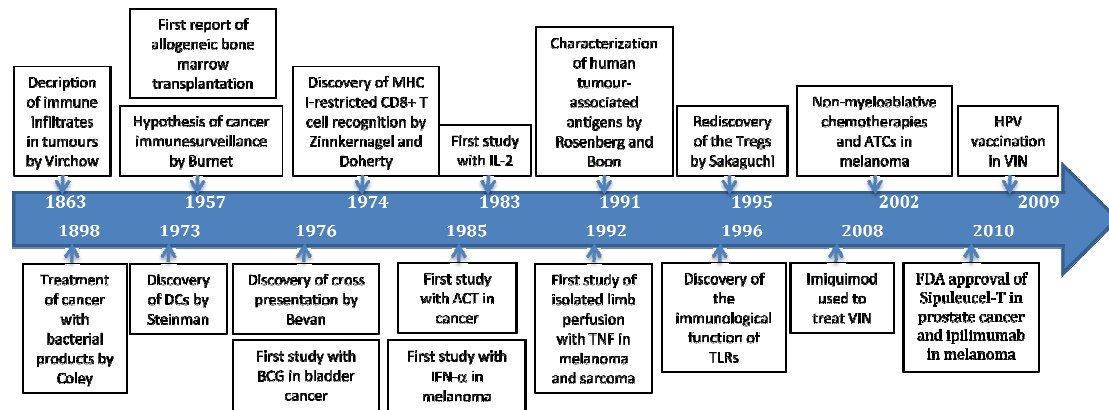 First report of
allogeneic bone
marrow
transplantation
Decription
of immune
infiltrates
in tumours
by Virchow
Hypothesis of cancer
immunesurveillance
by Burnet
Discovery of MHC
I-restricted CD8+ T
cell recognition by
Zinnkernagel and
Doherty
First study
with IL-2
Characterization
of human
tumour-
associated
antigens by
Rosenberg and
Boon
Rediscovery
of the Tregs by
Sakaguchi
Non-myeloablative
chemotherapies
and ATCs in
melanoma
HPV
vaccination
in VIN
1863 1957 1974 1983 1991 1995 2002 2009
1898 1973 1976 1985 1992 1996 2008 2010
Treatment
of cancer
with
bacterial
products by
Coley
Discovery
of DCs by
Steinman
Discovery of cross
presentation by
Bevan
First study with
BCG in bladder
cancer
First study
with ACT in
cancer
First study with
IFN-α in
melanoma
First study of
isolated limb
perfusion
with TNF in
melanoma
and sarcoma
Discovery of
the
immunological
function of
TLRs
Imiquimod
used to
treat VIN
FDA approval of
Sipuleucel-T in
prostate cancer
and ipilimumab
in melanoma